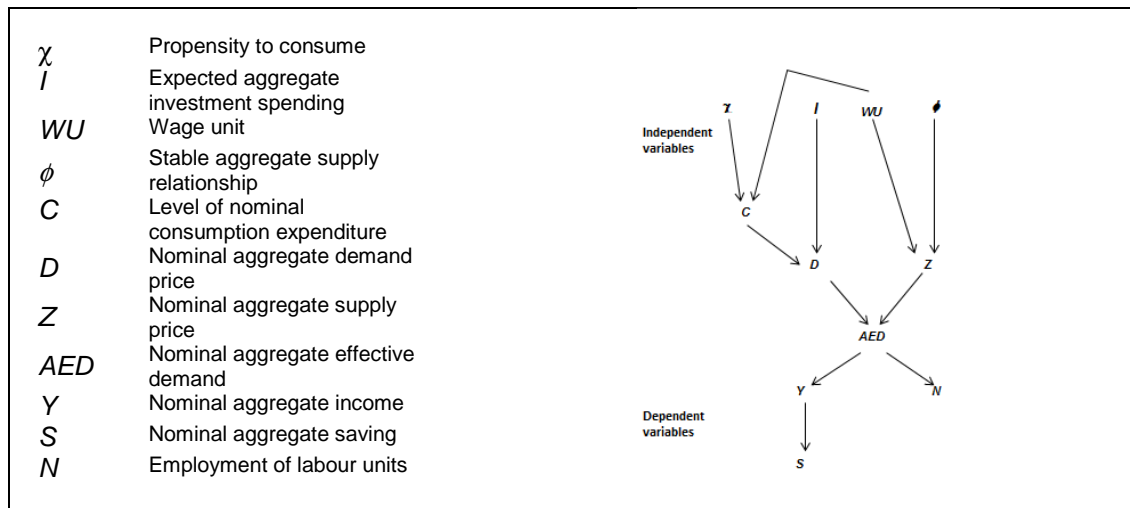 χ Propensity to consume
I Expected aggregate
investment spending
WU Wage unit
ϕ Stable aggregate supply
relationship
C Level of nominal
consumption expenditure
D Nominal aggregate demand
price
Z Nominal aggregate supply
price
AED Nominal aggregate effective
demand
Y Nominal aggregate income
S Nominal aggregate saving
N Employment of labour units
χ I WU ϕ
Independent
variables
C
D Z
AED
Y N
Dependent
variables
S